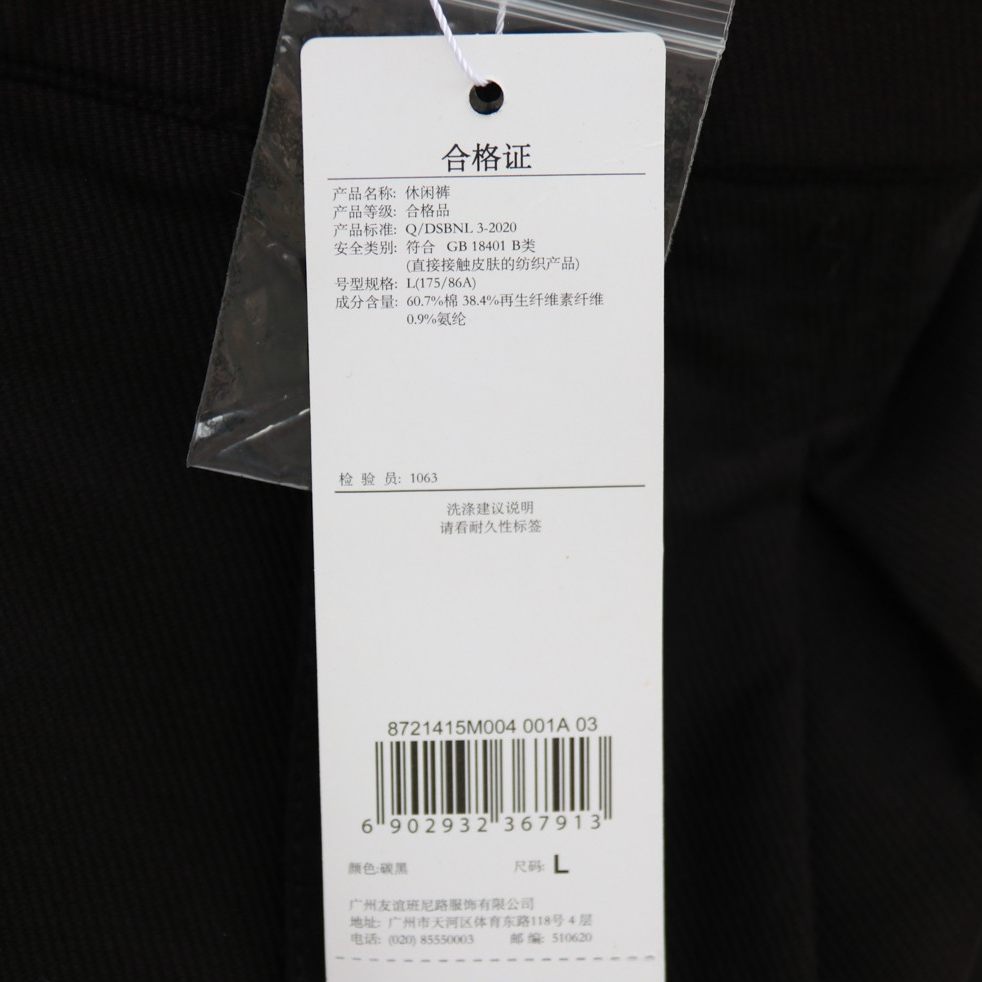 合格证
产品名称: 休闲裤
产品等级: 合格品
产品标准: Q/DSBNL 3-2020
安全类别: 符合 GB 18401 B类
(直接接触皮肤的纺织产品)
号型规格: L(175/86A)
成分含量: 60.7%棉 38.4%再生纤维素纤维
0.9%氨纶
检 验 员: 1063
洗涤建议说明
请看耐久性标签
8721415M004 001A 03
6 902932 367913
颜色:碳黑 尺码: L
广州友谊班尼路服饰有限公司
地址: 广州市天河区体育东路118号 4 层
电话: (020) 85550003 邮 编: 510620